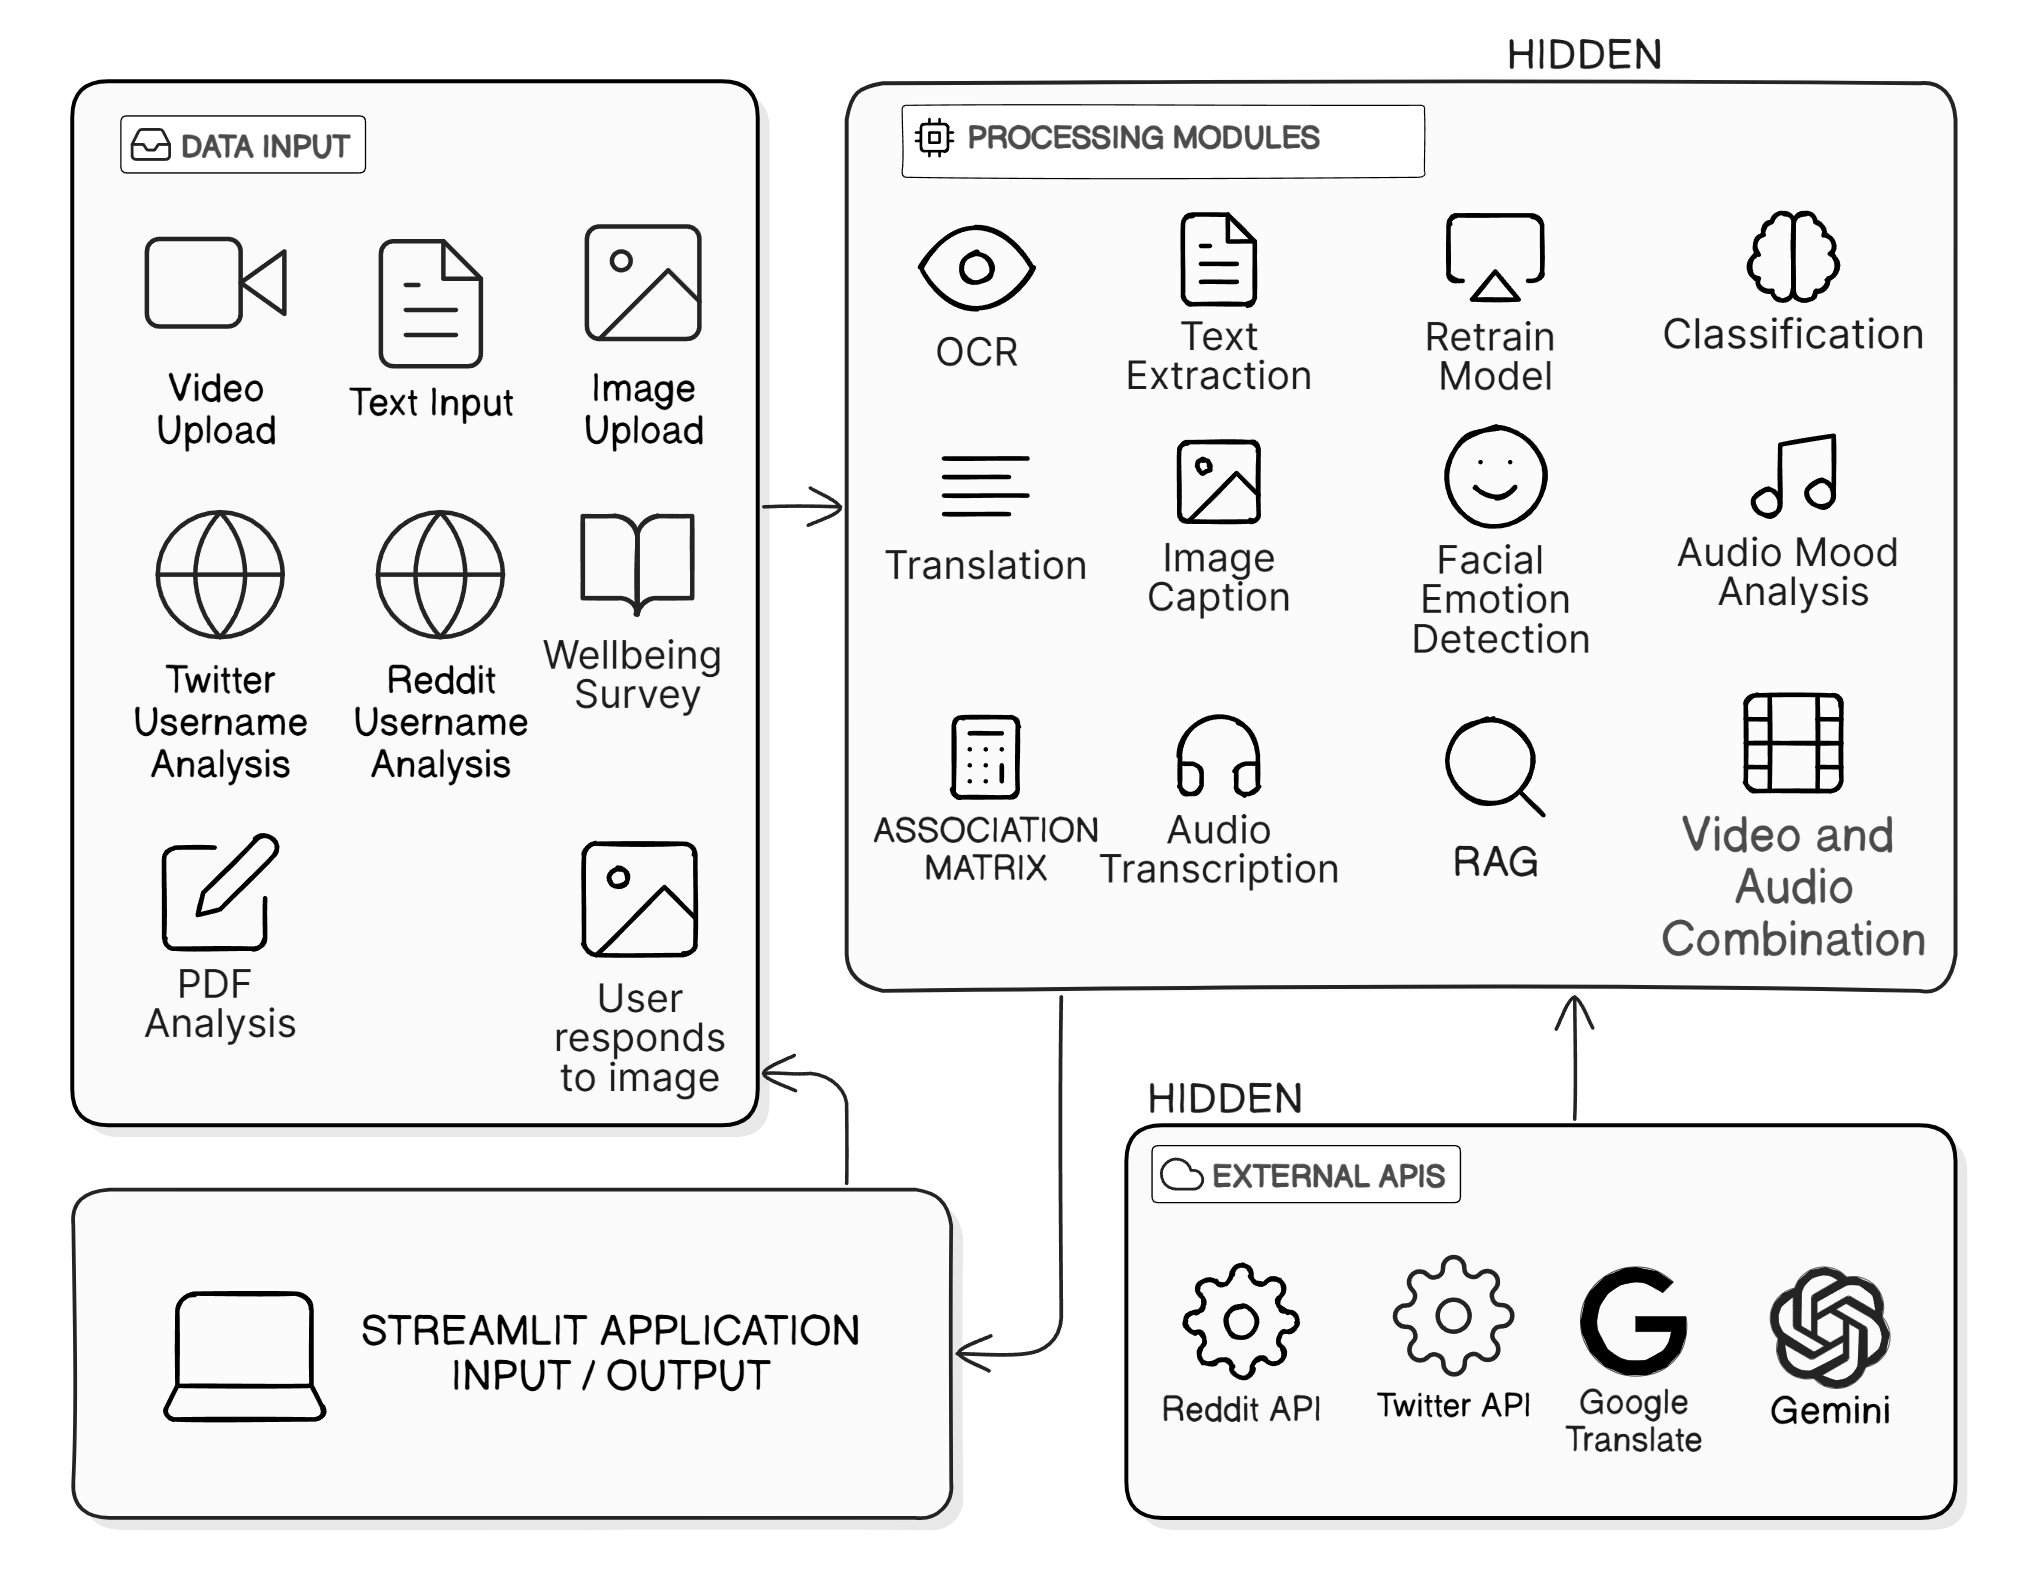 HIDDEN
DATA INPUT
Video
Upload
Text Input
Image
Upload
Twitter
Username
Analysis
Reddit
Username
Analysis
Wellbeing
Survey
PDF
Analysis
User
responds
to image
PROCESSING MODULES
OCR
Text
Extraction
Retrain
Model
Classification
Translation
Image
Caption
Facial
Emotion
Detection
Audio Mood
Analysis
ASSOCIATION
MATRIX
Audio
Transcription
RAG
Video and
Audio
Combination
STREAMLIT APPLICATION
INPUT / OUTPUT
HIDDEN
EXTERNAL APIS
Reddit API
Twitter API
Google
Translate
Gemini